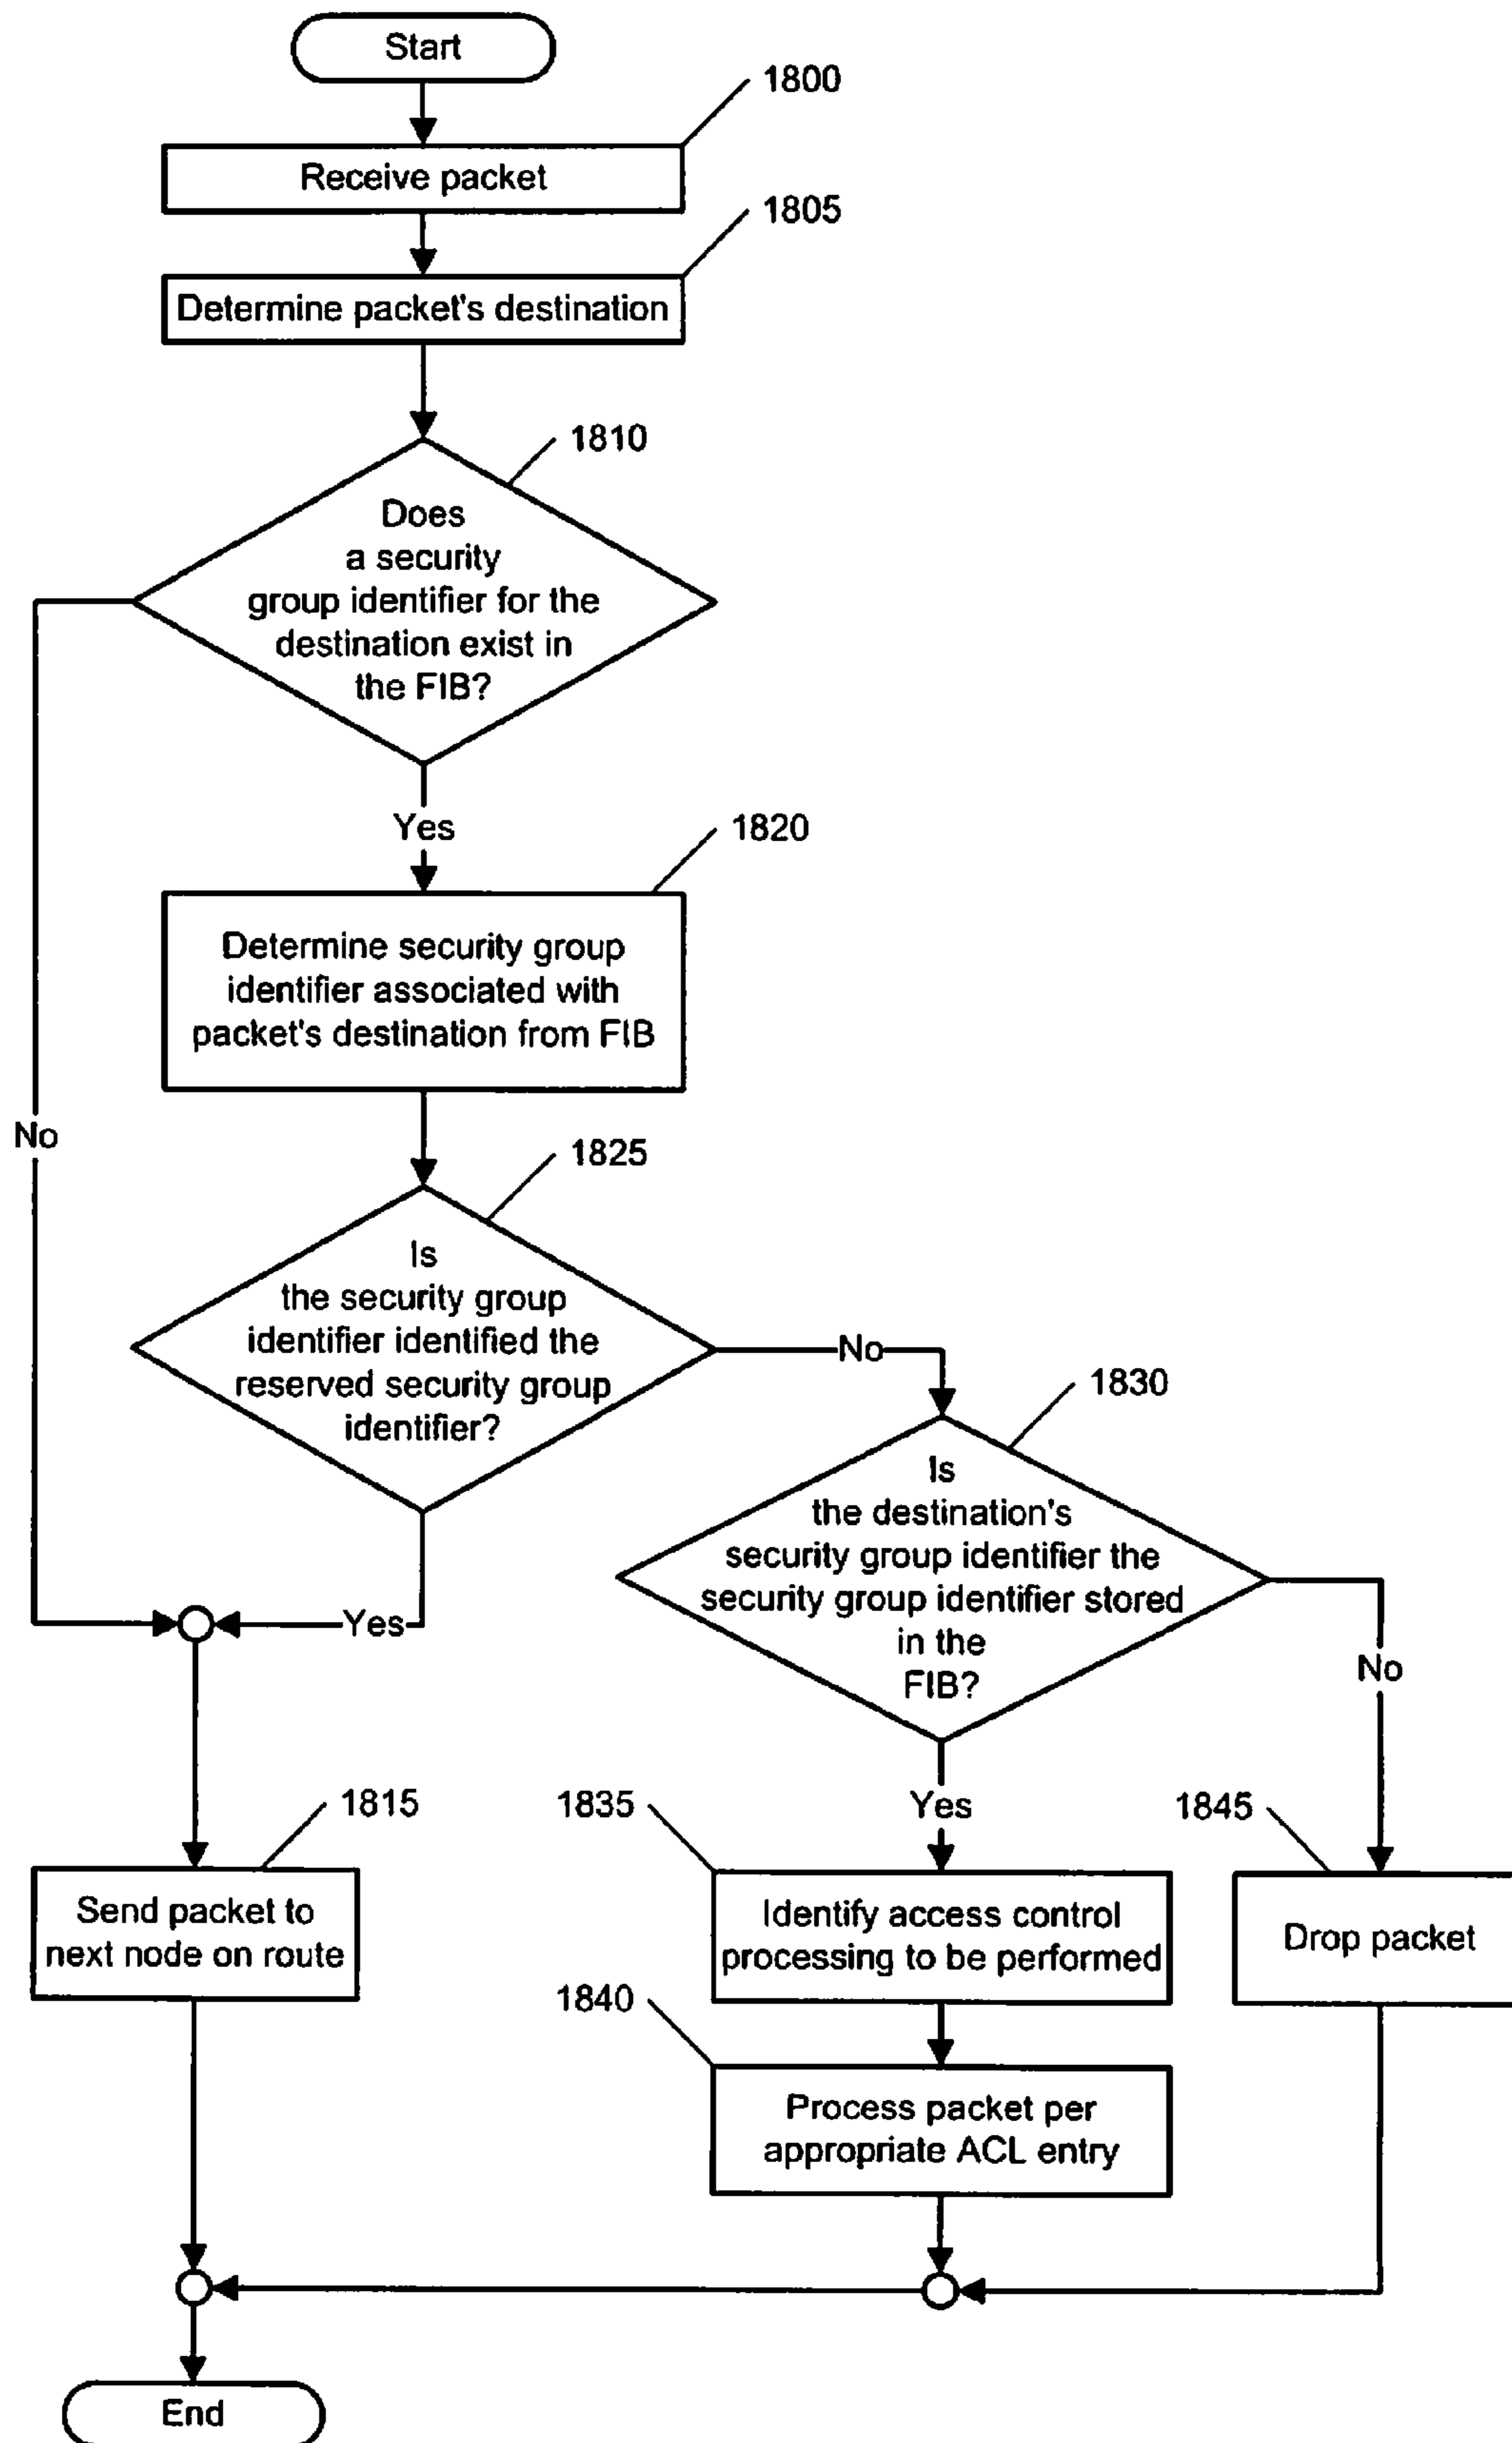 Start
1800
Receive packet
1805
Determine packet's destination
1810
Does
a security
group identifier for the
destination exist in
the FIB?
Yes
1820
Determine security group
identifier associated with
packet's destination from FIB
No
1825
Is
the security group
identifier identified the
reserved security group
identifier?
No
1830
Is
the destination's
security group identifier the
security group identifier stored
in the
FIB?
Yes
No
1815
Send packet to
next node on route
Yes
1835
Identify access control
processing to be performed
1845
Drop packet
1840
Process packet per
appropriate ACL entry
End